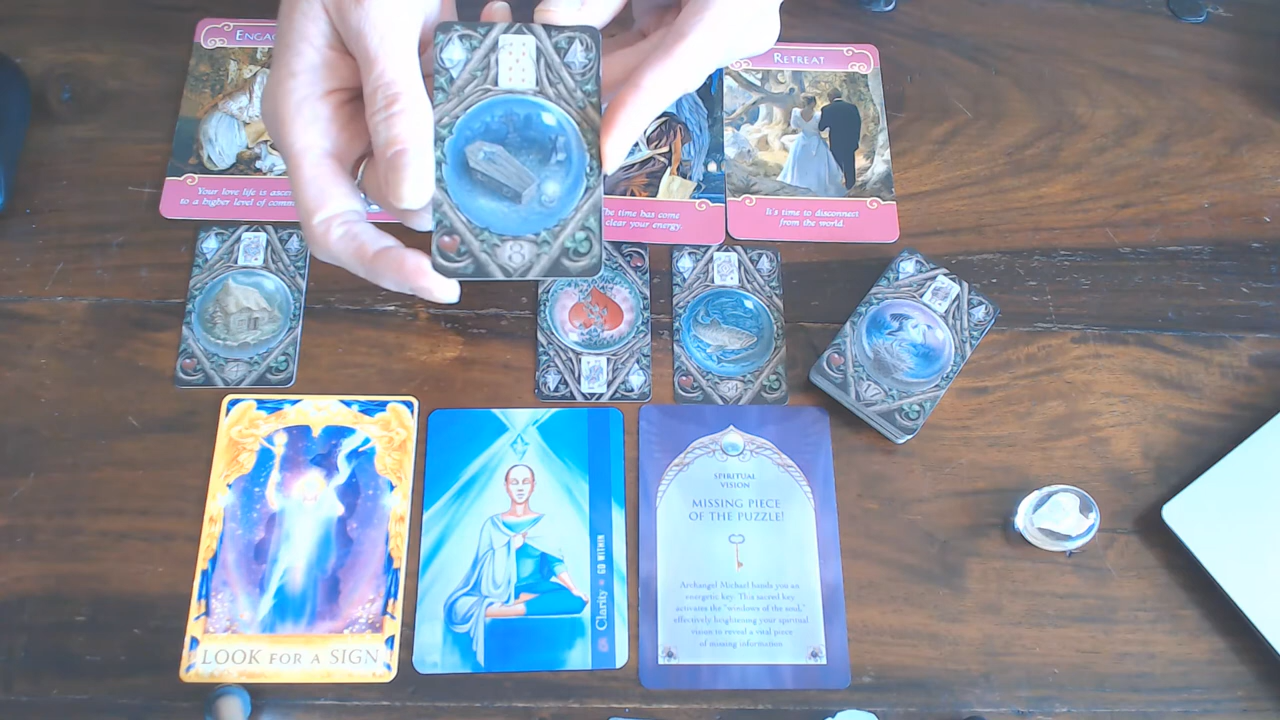 ENGAG
RETREAT
Your love life is ascen
to a higher level of comm
he time has come
clear your energy.
It's time to disconnect
from the world.
8
LOOK FOR A SIGN
Clarity GO WITHIN
SPIRITUAL
VISION
MISSING PIECE
OF THE PUZZLE!
Archangel Michael hands you an
energetic key. This sacred key
activates the "windows of the soul,"
effectively heightening your spiritual
vision to reveal a vital piece
of missing information.